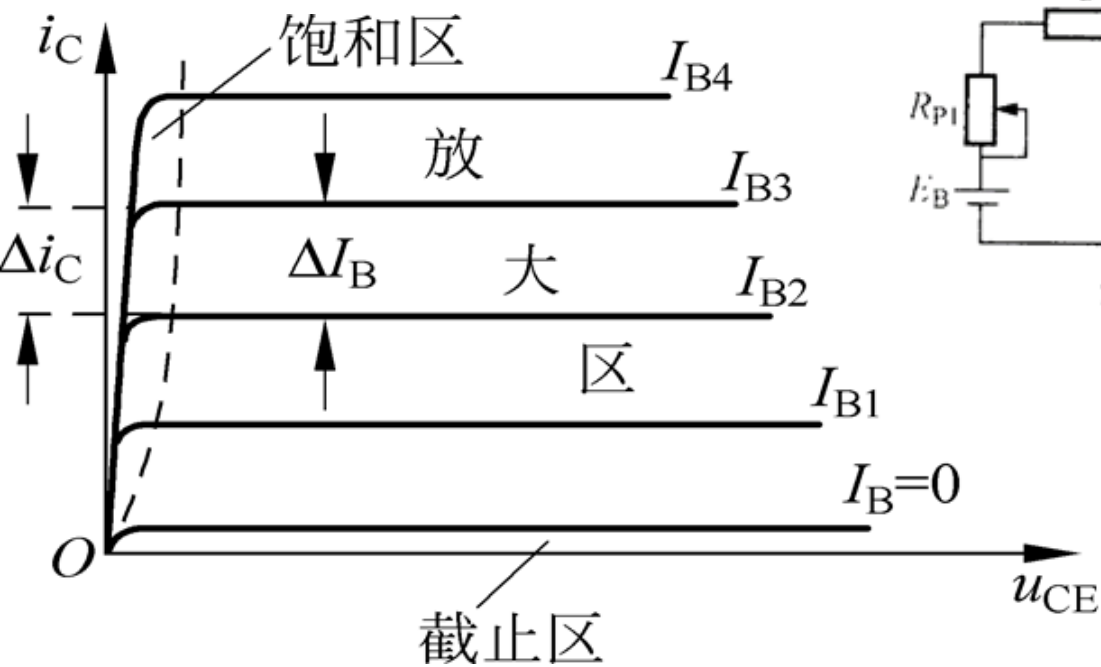 i_C
饱和区
I_B4
R_P1
放
I_B3
E_B
Δi_C
ΔI_B
大
I_B2
区
I_B1
I_B=0
O
u_CE
截止区